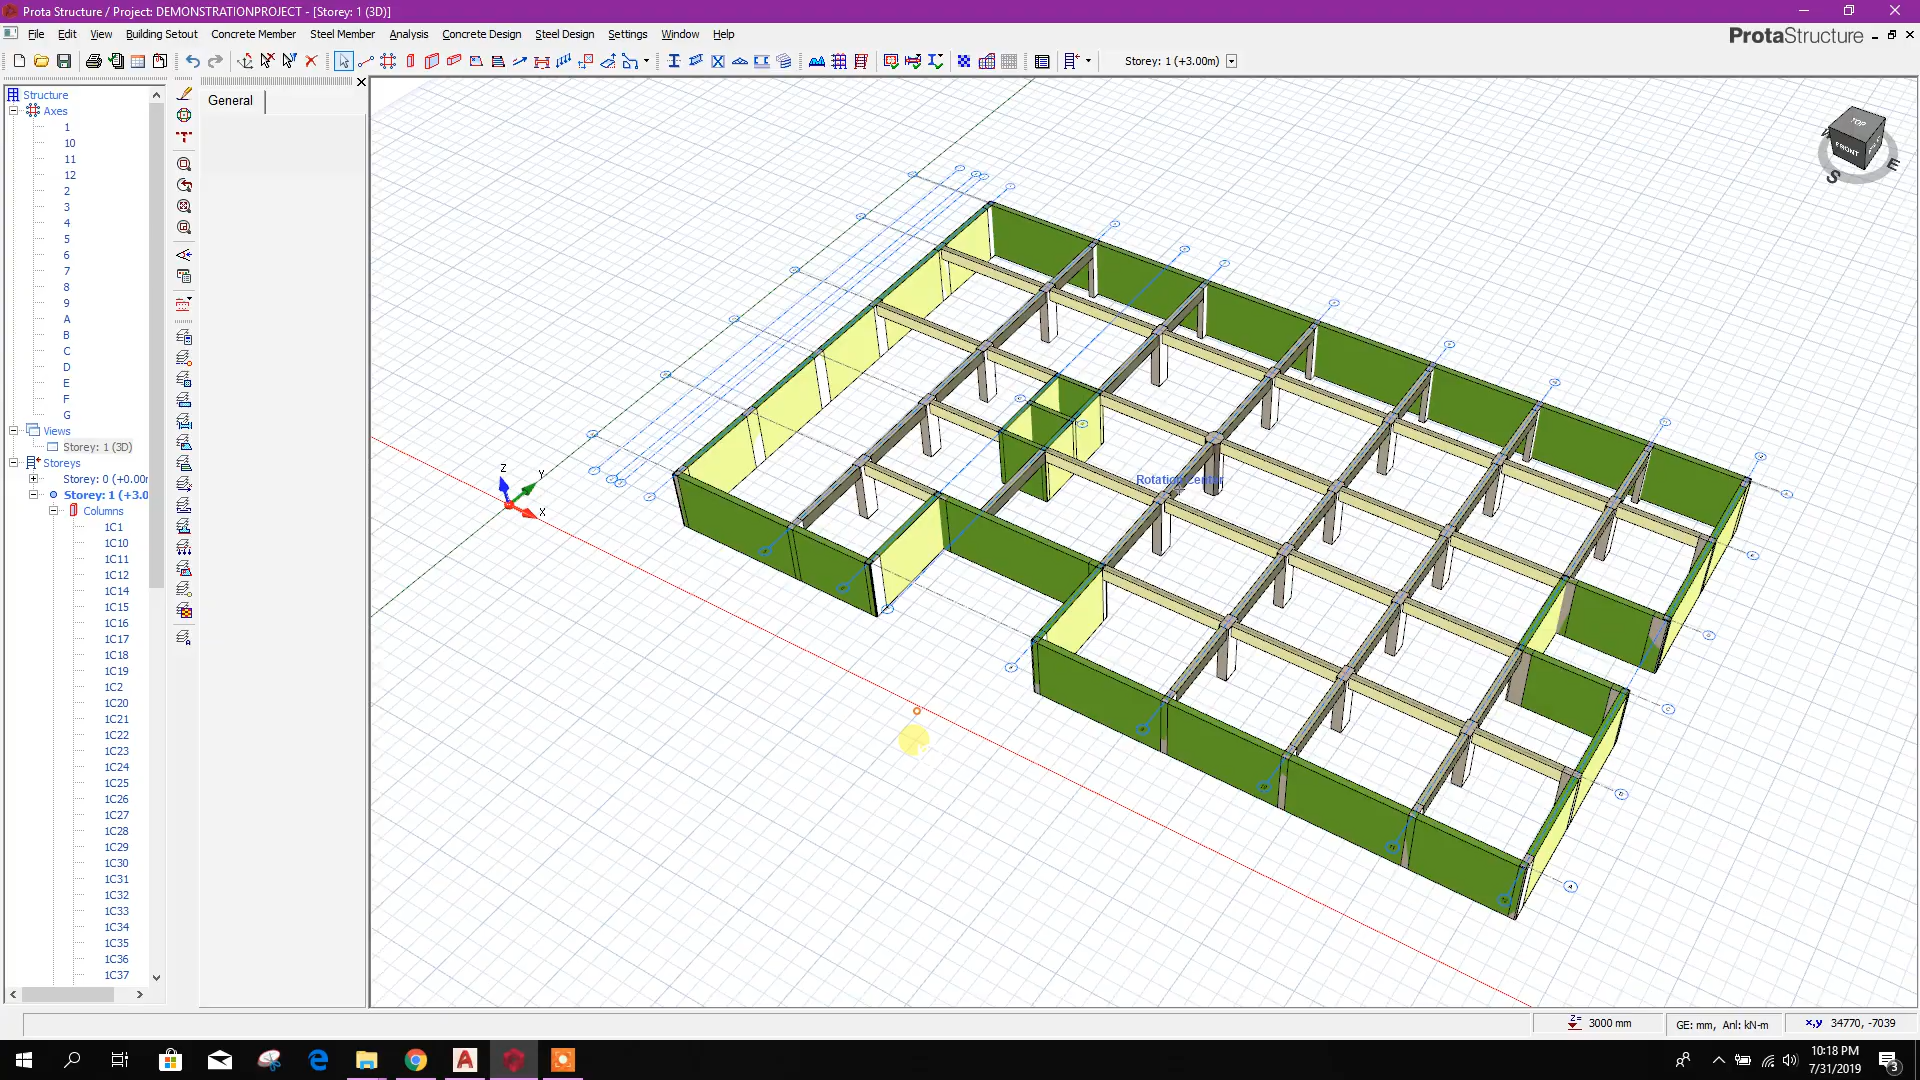 Prota Structure / Project: DEMONSTRATIONPROJECT - [Storey: 1 (3D)]
File Edit View Building Setout Concrete Member Steel Member Analysis Concrete Design Steel Design Settings Window Help
ProtaStructure
Storey: 1 (+3.00m)
General
Structure
Axes
1
10
11
12
2
3
4
5
6
7
8
9
A
B
C
D
E
F
G
Views
Storey: 1 (3D)
Storeys
Storey: 0 (+0.00
Storey: 1 (+3.0
Columns
1C1
1C10
1C11
1C12
1C14
1C15
1C16
1C17
1C18
1C19
1C2
1C20
1C21
1C22
1C23
1C24
1C25
1C26
1C27
1C28
1C29
1C30
1C31
1C32
1C33
1C34
1C35
1C36
1C37
TOP
FRONT
S
E
Z
Y
X
Rotation Center
Z=
3000 mm
GE: mm, Anl: kN-m
x,y 34770, -7039
10:18 PM
7/31/2019
3